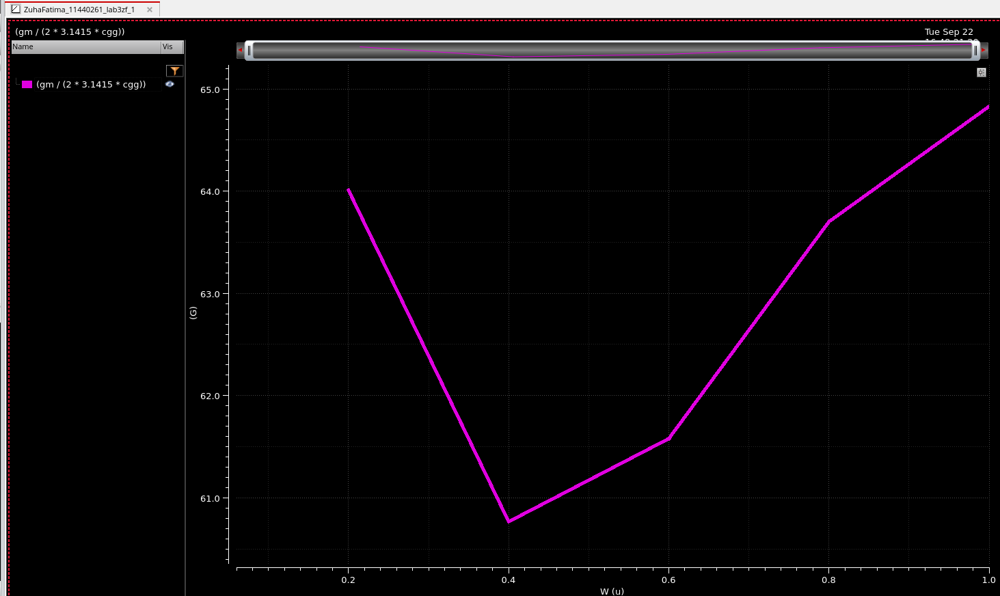 ZuhaFatima_11440261_lab3zf_1
(gm / (2 * 3.1415 * cgg))
Tue Sep 22
Name Vis
(gm / (2 * 3.1415 * cgg))
65.0
64.0
63.0
(G)
62.0
61.0
0.2 0.4 0.6 0.8 1.0
W (u)